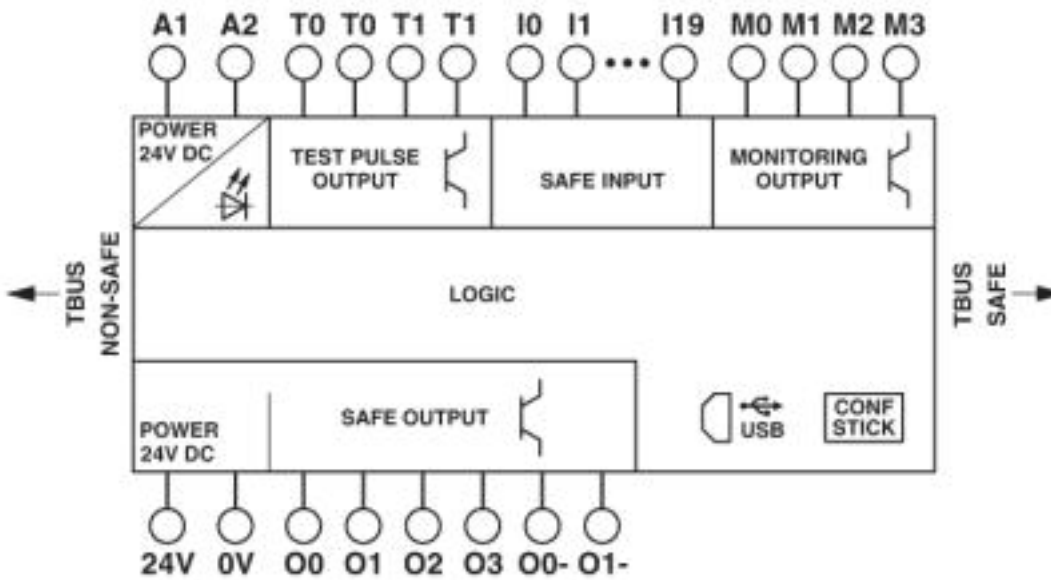 A1 A2 T0 T0 T1 T1 I0 I1 ••• I19 M0 M1 M2 M3
POWER
24V DC
TEST PULSE
OUTPUT
SAFE INPUT
MONITORING
OUTPUT
TBUS
NON-SAFE
LOGIC
TBUS
SAFE
POWER
24V DC
SAFE OUTPUT
USB
CONF
STICK
24V 0V O0 O1 O2 O3 O0- O1-